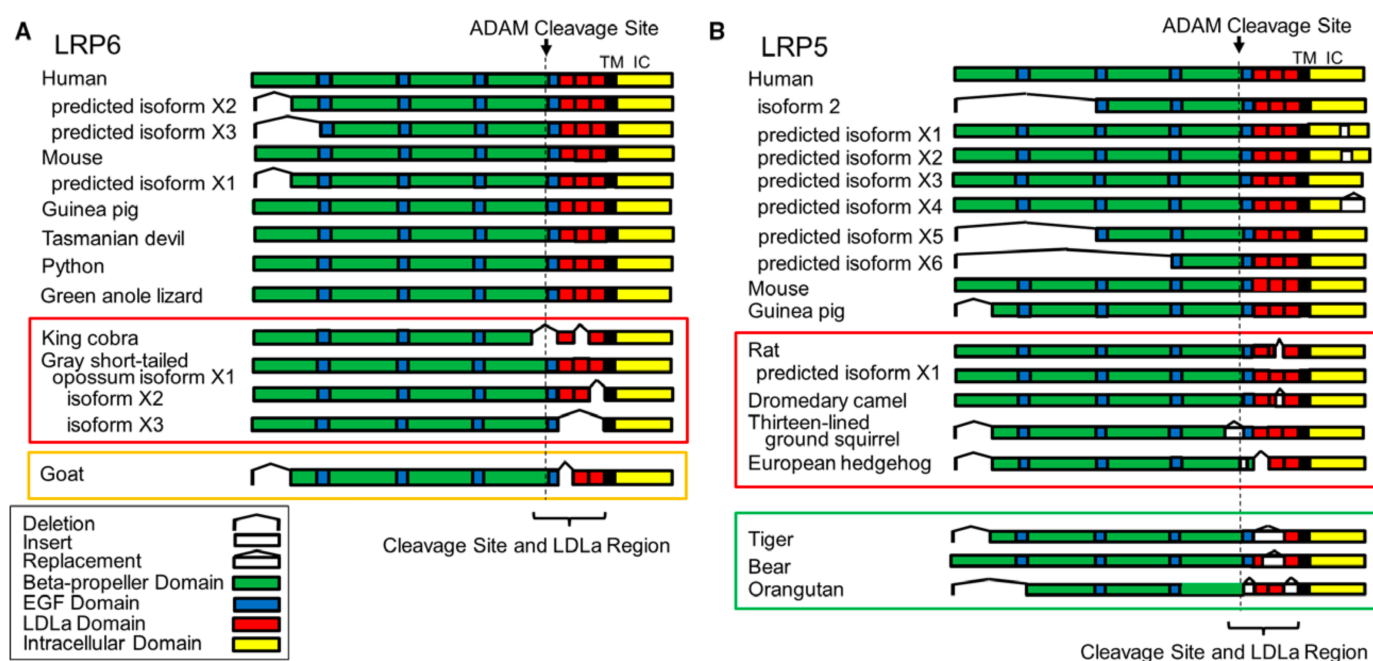 A
LRP6
ADAM Cleavage Site
TM IC
Human
predicted isoform X2
predicted isoform X3
Mouse
predicted isoform X1
Guinea pig
Tasmanian devil
Python
Green anole lizard
King cobra
Gray short-tailed
opossum isoform X1
isoform X2
isoform X3
Goat
Cleavage Site and LDLa Region
Deletion
Insert
Replacement
Beta-propeller Domain
EGF Domain
LDLa Domain
Intracellular Domain
B
LRP5
ADAM Cleavage Site
TM IC
Human
isoform 2
predicted isoform X1
predicted isoform X2
predicted isoform X3
predicted isoform X4
predicted isoform X5
predicted isoform X6
Mouse
Guinea pig
Rat
predicted isoform X1
Dromedary camel
Thirteen-lined
ground squirrel
European hedgehog
Tiger
Bear
Orangutan
Cleavage Site and LDLa Region